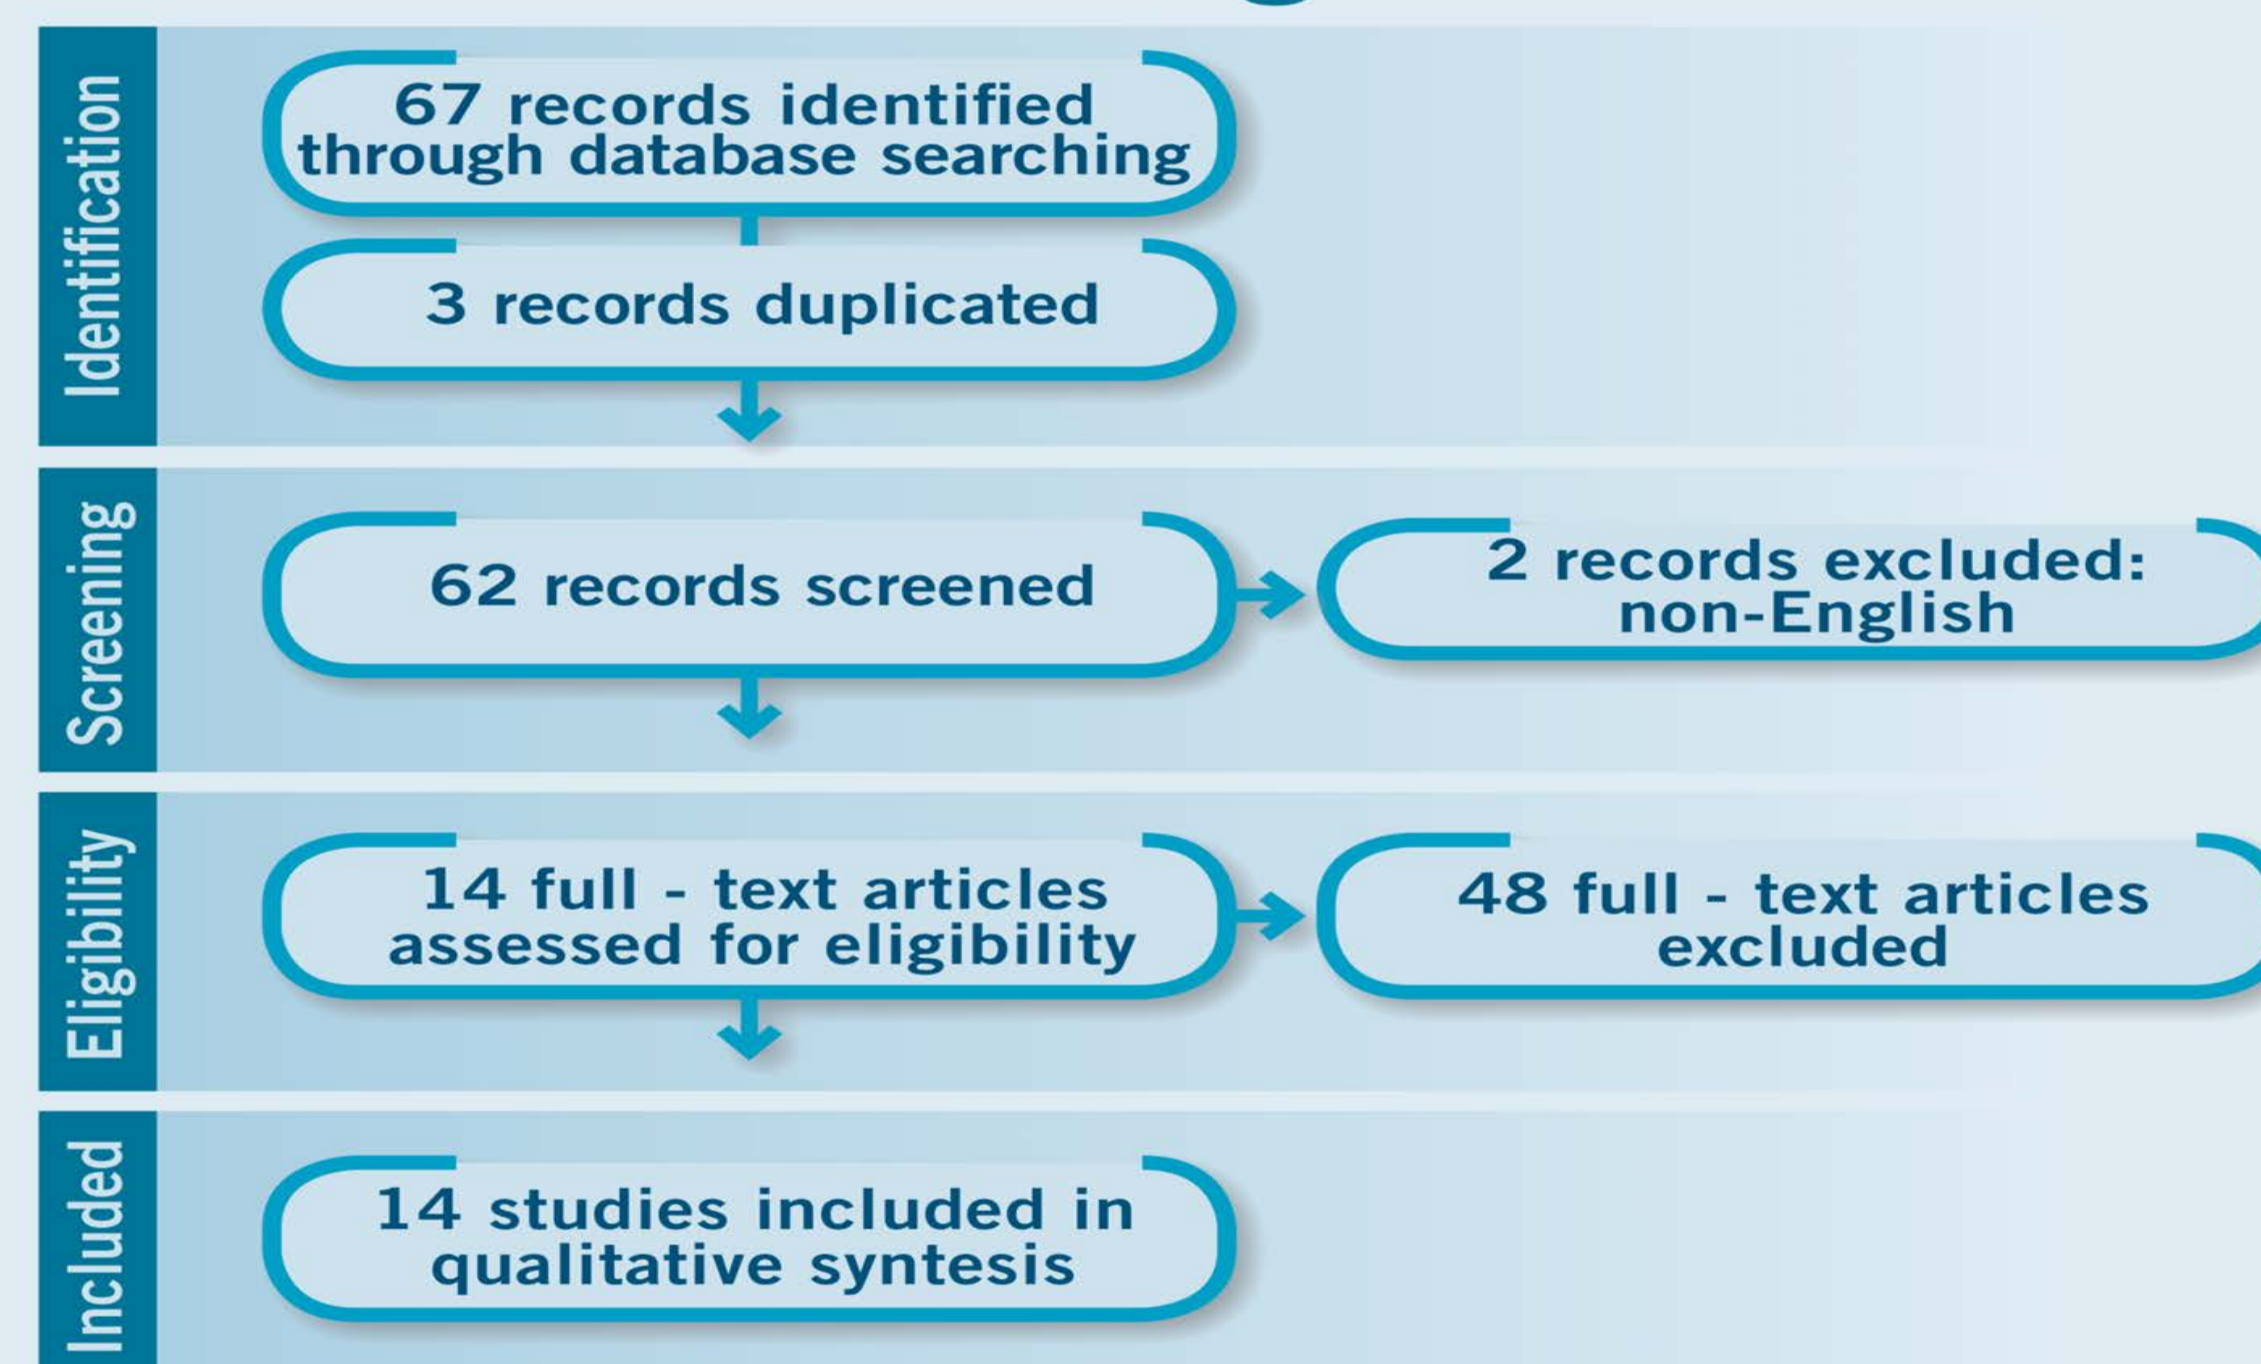 Identification
67 records identified
through database searching
3 records duplicated
Screening
62 records screened
2 records excluded:
non-English
Eligibility
14 full - text articles
assessed for eligibility
48 full - text articles
excluded
Included
14 studies included in
qualitative syntesis